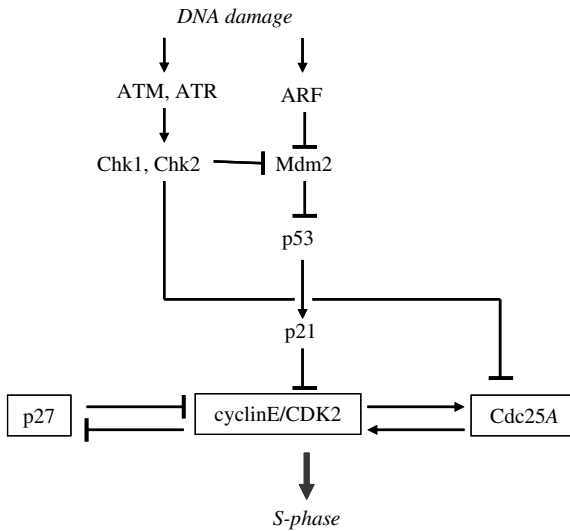 DNA damage
ATM, ATR
ARF
Chk1, Chk2
Mdm2
p53
p21
p27
cyclinE/CDK2
Cdc25A
S-phase